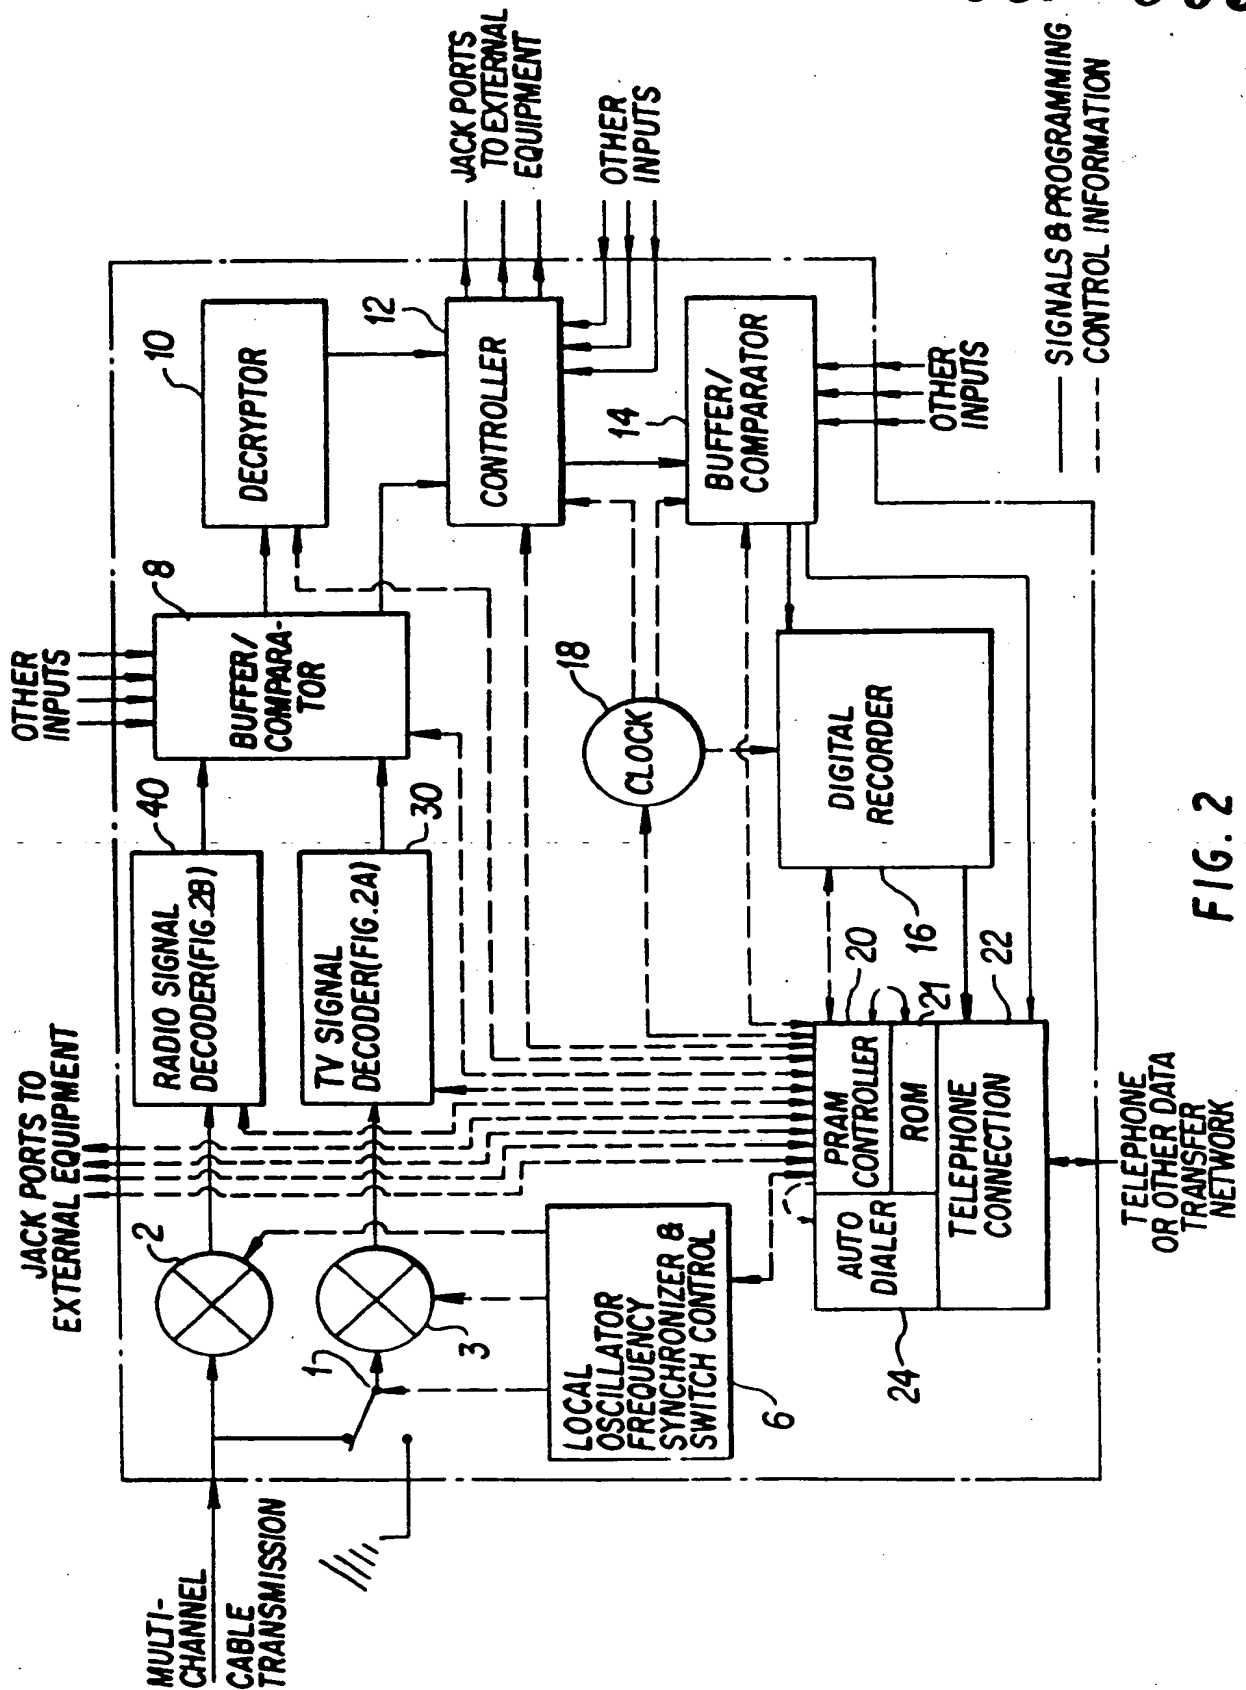 MULTI-
CHANNEL
CABLE
TRANSMISSION
JACK PORTS TO
EXTERNAL EQUIPMENT
OTHER
INPUTS
2
RADIO SIGNAL
DECODER(FIG.2B)
40
BUFFER/
COMPARA-
TOR
8
DECRYPTOR
10
1
3
TV SIGNAL
DECODER(FIG.2A)
30
CONTROLLER
12
JACK PORTS
TO EXTERNAL
EQUIPMENT
OTHER
INPUTS
LOCAL
OSCILLATOR
FREQUENCY
SYNCHRONIZER &
SWITCH CONTROL
6
CLOCK
18
BUFFER/
COMPARATOR
14
OTHER
INPUTS
DIGITAL
RECORDER
16
AUTO
DIALER
24
PRAM
CONTROLLER
20
ROM
21
TELEPHONE
CONNECTION
22
TELEPHONE
OR OTHER DATA
TRANSFER
NETWORK
SIGNALS & PROGRAMMING
CONTROL INFORMATION
FIG. 2